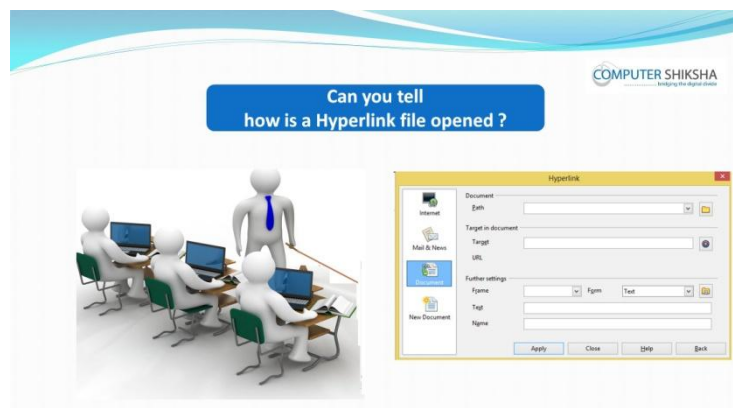 COMPUTER SHIKSHA
bridging the digital divide
Can you tell
how is a Hyperlink file opened ?
Hyperlink
Internet
Mail & News
Document
New Document
Document
Path
Target in document
Target
URL
Further settings
Frame
Form
Text
Text
Name
Apply
Close
Help
Back